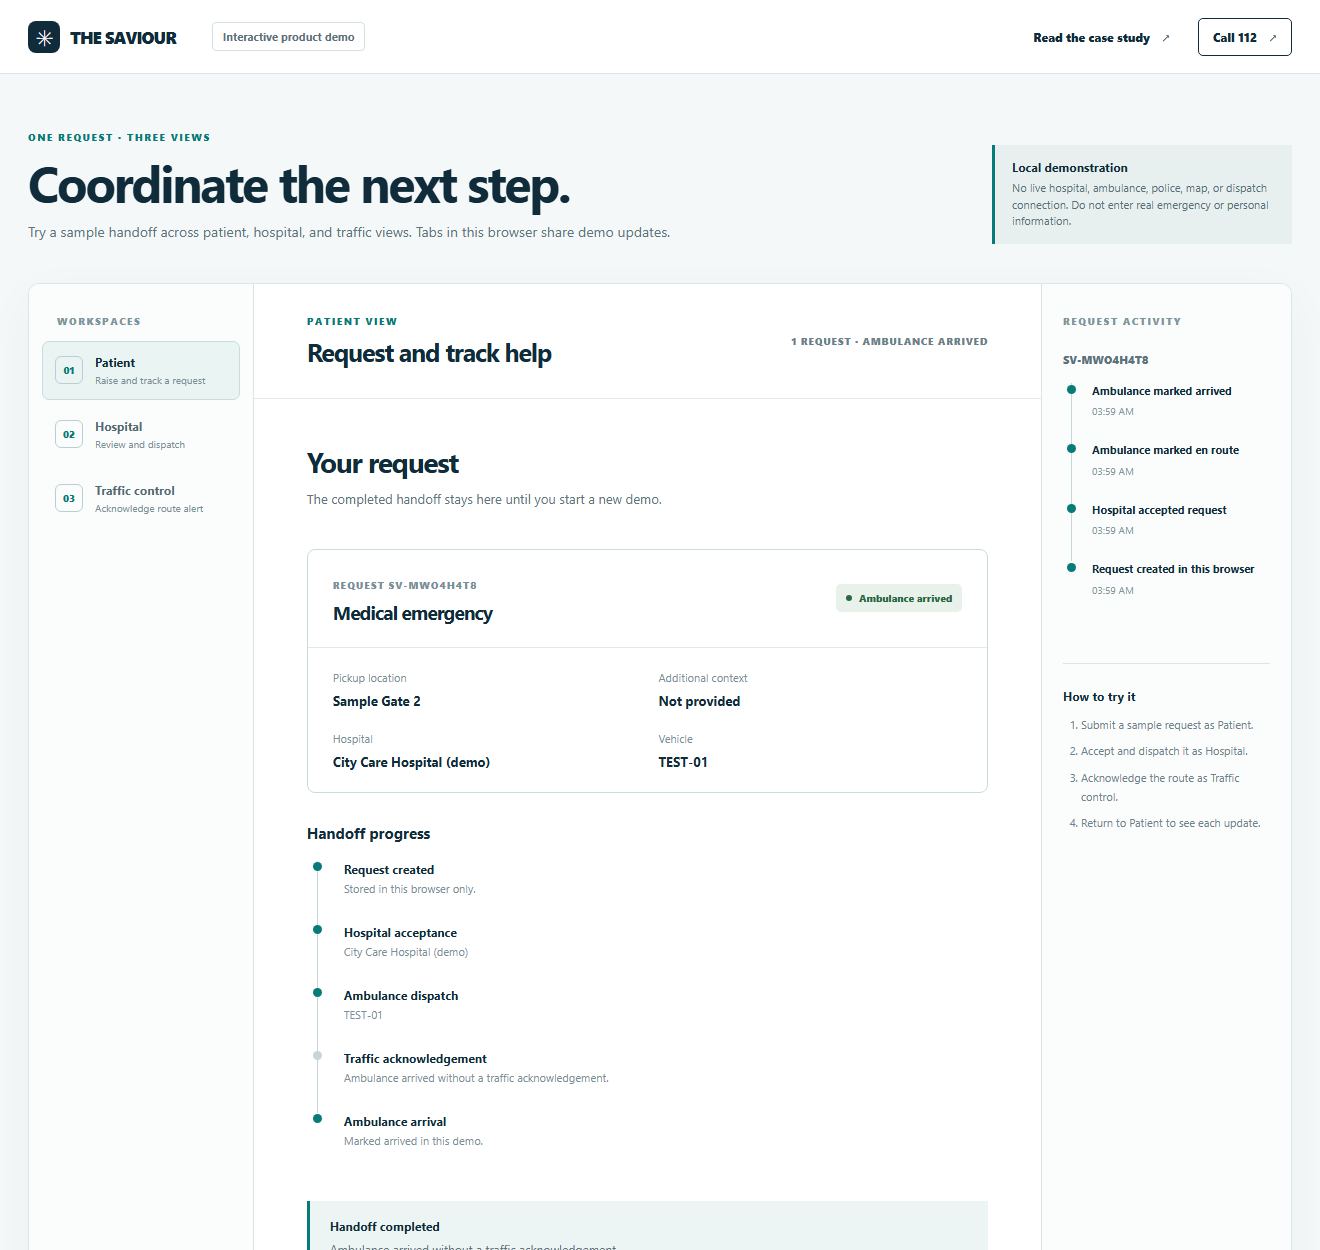 THE SAVIOUR
Interactive product demo
Read the case study ↗
Call 112 ↗
ONE REQUEST · THREE VIEWS
Coordinate the next step.
Try a sample handoff across patient, hospital, and traffic views. Tabs in this browser share demo updates.
Local demonstration
No live hospital, ambulance, police, map, or dispatch
connection. Do not enter real emergency or personal
information.
WORKSPACES
01
Patient
Raise and track a request
02
Hospital
Review and dispatch
03
Traffic control
Acknowledge route alert
PATIENT VIEW
Request and track help
1 REQUEST · AMBULANCE ARRIVED
Your request
The completed handoff stays here until you start a new demo.
REQUEST SV-MWO4H4T8
Medical emergency
Ambulance arrived
Pickup location
Sample Gate 2
Additional context
Not provided
Hospital
City Care Hospital (demo)
Vehicle
TEST-01
Handoff progress
Request created
Stored in this browser only.
Hospital acceptance
City Care Hospital (demo)
Ambulance dispatch
TEST-01
Traffic acknowledgement
Ambulance arrived without a traffic acknowledgement.
Ambulance arrival
Marked arrived in this demo.
Handoff completed
Ambulance arrived without a traffic acknowledgement.
REQUEST ACTIVITY
SV-MWO4H4T8
Ambulance marked arrived
03:59 AM
Ambulance marked en route
03:59 AM
Hospital accepted request
03:59 AM
Request created in this browser
03:59 AM
How to try it
1. Submit a sample request as Patient.
2. Accept and dispatch it as Hospital.
3. Acknowledge the route as Traffic
control.
4. Return to Patient to see each update.